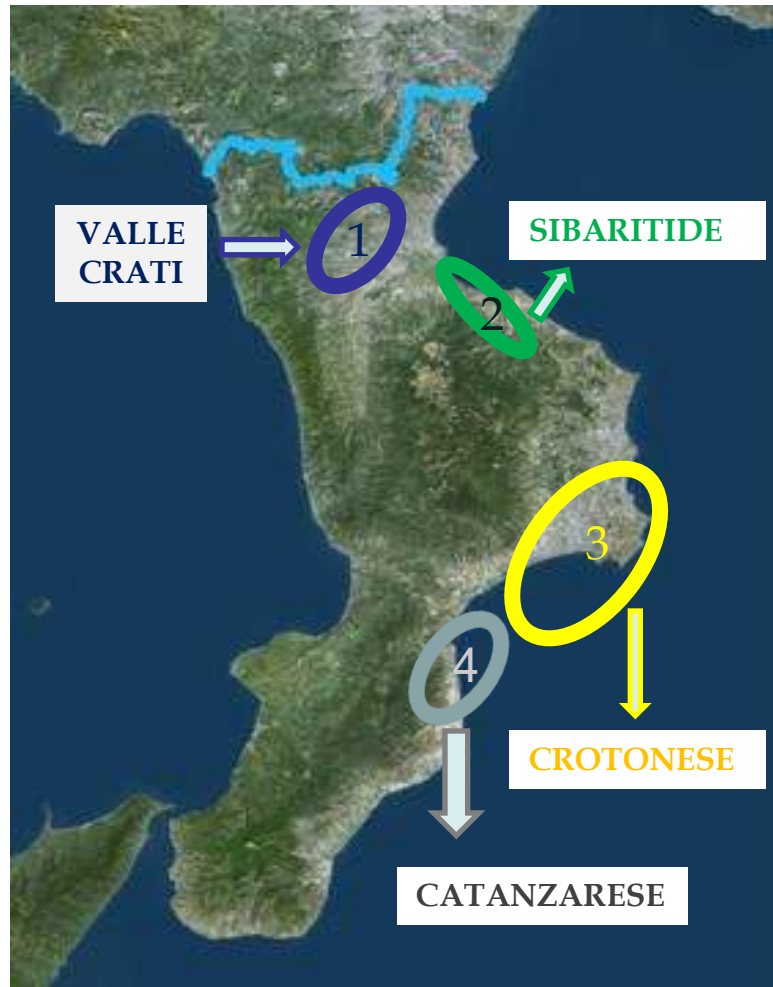 VALLE
CRATI
1
SIBARITIDE
2
3
CROTONESE
4
CATANZARESE